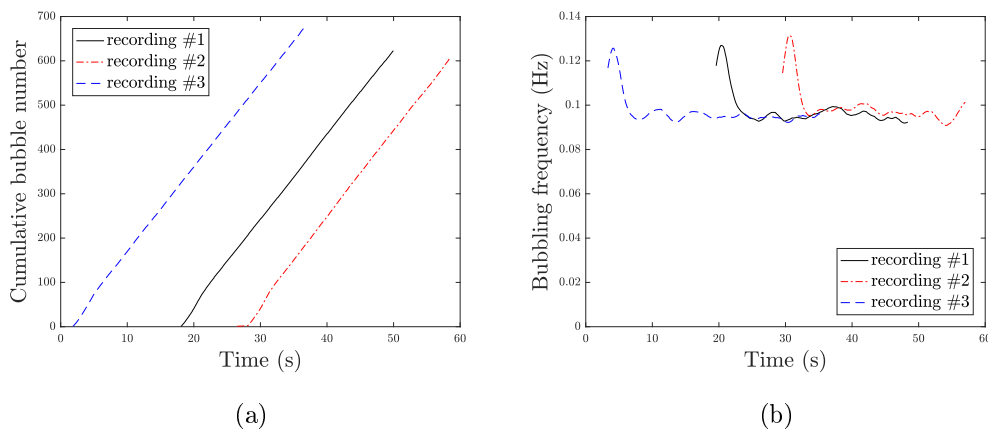 700
600
500
400
300
200
100
0
Cumulative bubble number
recording #1
recording #2
recording #3
0 10 20 30 40 50 60
Time (s)
(a)
0.14
0.12
0.1
0.08
0.06
0.04
0.02
0
Bubbling frequency (Hz)
recording #1
recording #2
recording #3
0 10 20 30 40 50 60
Time (s)
(b)